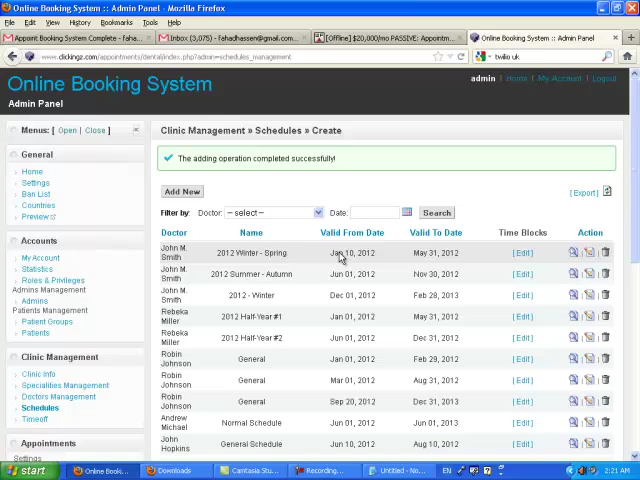 Online Booking System :: Admin Panel - Mozilla Firefox
File Edit View History Bookmarks Tools Help
Appoint Booking System Complete - faha... Inbox (3,075) - fahadhassen@gmail.com... [Offline] $20,000/mo PASSIVE: Appointm... Online Booking System :: Admin Panel
www.clickingz.com/appointments/dental/index.php?admin=schedules_management twilio uk
Online Booking System
Admin Panel
admin | Home | My Account | Logout
Menus: [ Open | Close ]
General
Home
Settings
Ban List
Countries
Preview
Accounts
My Account
Statistics
Roles & Privileges
Admins Management
Admins
Patients Management
Patient Groups
Patients
Clinic Management
Clinic Info
Specialities Management
Doctors Management
Schedules
Timeoff
Appointments
Settings
Clinic Management » Schedules » Create
The adding operation completed successfully!
Add New
[Export]
Filter by: Doctor: -- select -- Date: Search
Doctor Name Valid From Date Valid To Date Time Blocks Action
John M. Smith 2012 Winter - Spring Jan 10, 2012 May 31, 2012 [ Edit ]
John M. Smith 2012 Summer - Autumn Jun 01, 2012 Nov 30, 2012 [ Edit ]
John M. Smith 2012 - Winter Dec 01, 2012 Feb 28, 2013 [ Edit ]
Rebeka Miller 2012 Half-Year #1 Jan 01, 2012 May 31, 2012 [ Edit ]
Rebeka Miller 2012 Half-Year #2 Jun 01, 2012 Dec 31, 2012 [ Edit ]
Robin Johnson General Jan 01, 2012 Feb 29, 2012 [ Edit ]
Robin Johnson General Mar 01, 2012 Aug 31, 2012 [ Edit ]
Robin Johnson General Sep 20, 2012 Dec 31, 2013 [ Edit ]
Andrew Michael Normal Schedule Jun 01, 2012 Jun 01, 2013 [ Edit ]
John Hopkins General Schedule Jun 10, 2012 Aug 10, 2012 [ Edit ]
start Online Book... Downloads Camtasia Stu... Recording... Untitled - No... EN 2:21 AM